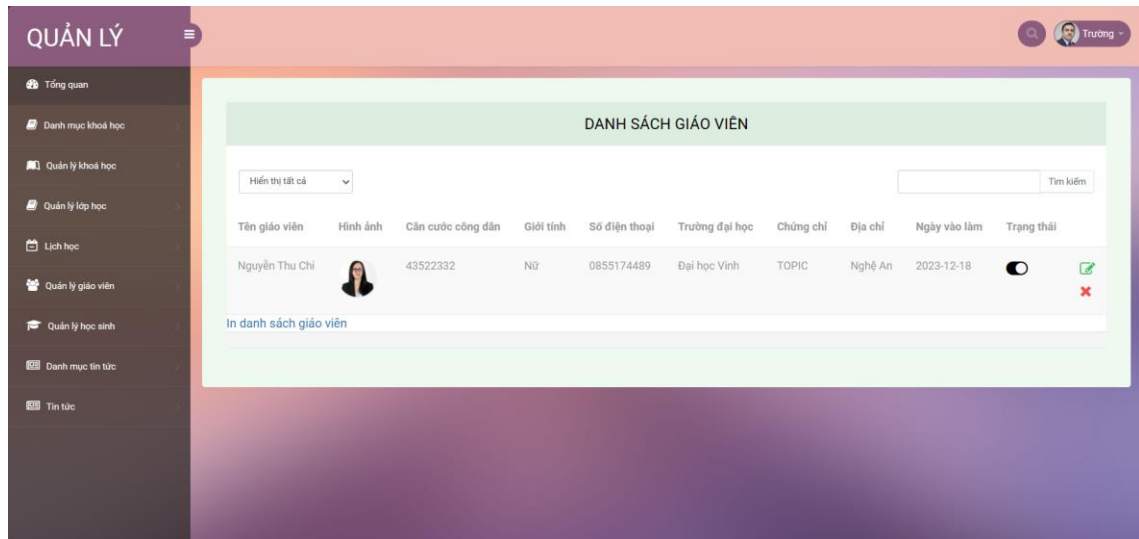 QUẢN LÝ
Trường
Tổng quan
Danh mục khoá học
Quản lý khoá học
Quản lý lớp học
Lịch học
Quản lý giáo viên
Quản lý học sinh
Danh mục tin tức
Tin tức
DANH SÁCH GIÁO VIÊN
Hiển thị tất cả
Tìm kiếm
Tên giáo viên Hình ảnh Căn cước công dân Giới tính Số điện thoại Trường đại học Chứng chỉ Địa chỉ Ngày vào làm Trạng thái
Nguyễn Thu Chi 43522332 Nữ 0855174489 Đại học Vinh TOPIC Nghệ An 2023-12-18
In danh sách giáo viên